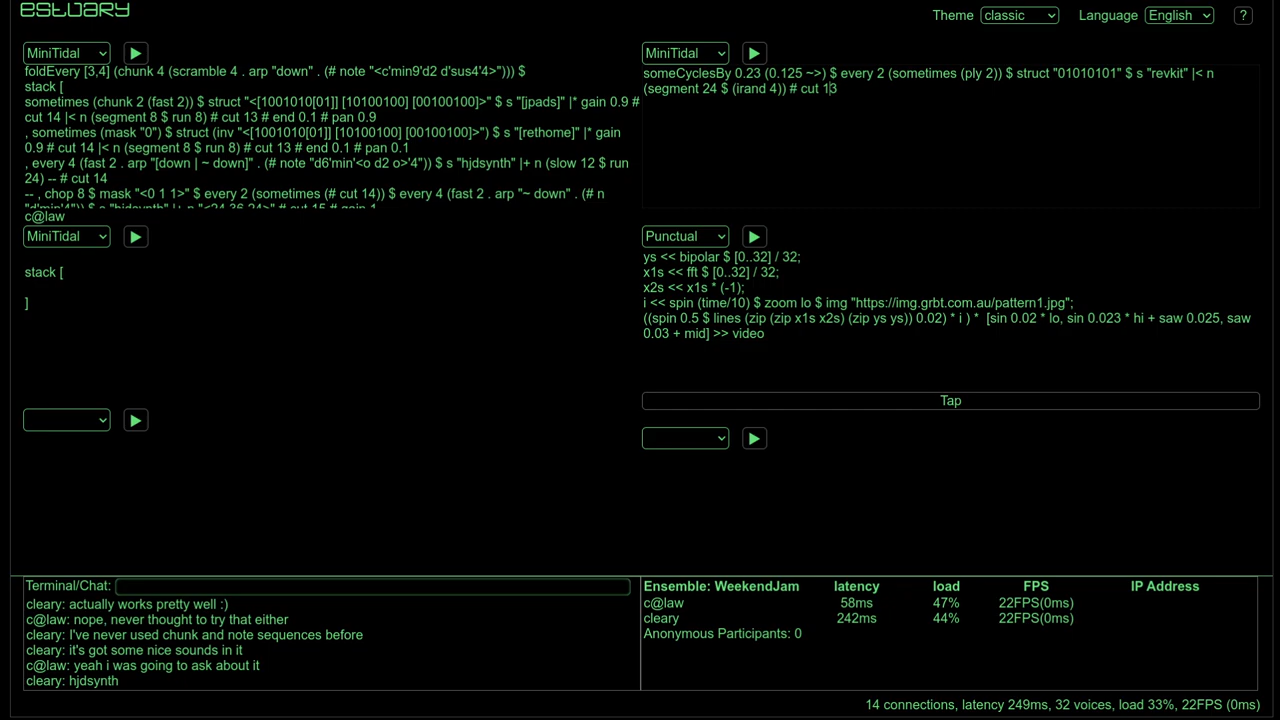 estuary
Theme classic Language English ?
MiniTidal
foldEvery [3,4] (chunk 4 (scramble 4 . arp "down" . (# note "<c'min9'd2 d'sus4'4>"))) $
stack [
sometimes (chunk 2 (fast 2)) $ struct "<[1001010[01]] [10100100] [00100100]>" $ s "[jpads]" |* gain 0.9 #
cut 14 |< n (segment 8 $ run 8) # cut 13 # end 0.1 # pan 0.9
, sometimes (mask "0") $ struct (inv "<[1001010[01]] [10100100] [00100100]>") $ s "[rethome]" |* gain
0.9 # cut 14 |< n (segment 8 $ run 8) # cut 13 # end 0.1 # pan 0.1
, every 4 (fast 2 . arp "[down | ~ down]" . (# note "d6'min'<o d2 o>'4")) $ s "hjdsynth" |+ n (slow 12 $ run
24) -- # cut 14
-- , chop 8 $ mask "<0 1 1>" $ every 2 (sometimes (# cut 14)) $ every 4 (fast 2 . arp "~ down" . (# n
"d'min'4")) $ s "hjdsynth" |+ n "<24 36 24>" # cut 15 # gain 1
c@law
MiniTidal
someCyclesBy 0.23 (0.125 ~>) $ every 2 (sometimes (ply 2)) $ struct "01010101" $ s "revkit" |< n
(segment 24 $ (irand 4)) # cut 13
MiniTidal
stack [
]
Punctual
ys << bipolar $ [0..32] / 32;
x1s << fft $ [0..32] / 32;
x2s << x1s * (-1);
i << spin (time/10) $ zoom lo $ img "https://img.grbt.com.au/pattern1.jpg";
((spin 0.5 $ lines (zip (zip x1s x2s) (zip ys ys)) 0.02) * i ) * [sin 0.02 * lo, sin 0.023 * hi + saw 0.025, saw
0.03 + mid] >> video
Tap
Terminal/Chat:
cleary: actually works pretty well :)
c@law: nope, never thought to try that either
cleary: I've never used chunk and note sequences before
cleary: it's got some nice sounds in it
c@law: yeah i was going to ask about it
cleary: hjdsynth
Ensemble: WeekendJam latency load FPS IP Address
c@law 58ms 47% 22FPS(0ms)
cleary 242ms 44% 22FPS(0ms)
Anonymous Participants: 0
14 connections, latency 249ms, 32 voices, load 33%, 22FPS (0ms)